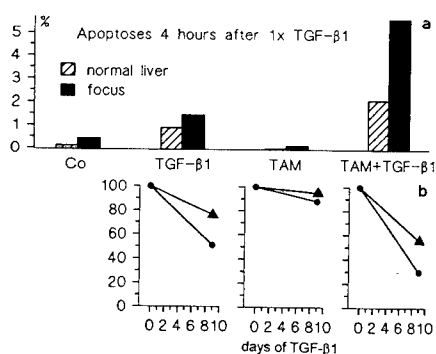 %
Apoptoses 4 hours after 1x TGF-β1
a
5
4
3
2
1
0
normal liver
focus
Co TGF-β1 TAM TAM+TGF-β1
b
100
80
60
40
20
0
0 2 4 6 8 10 0 2 4 6 8 10 0 2 4 6 8 10
days of TGF-β1